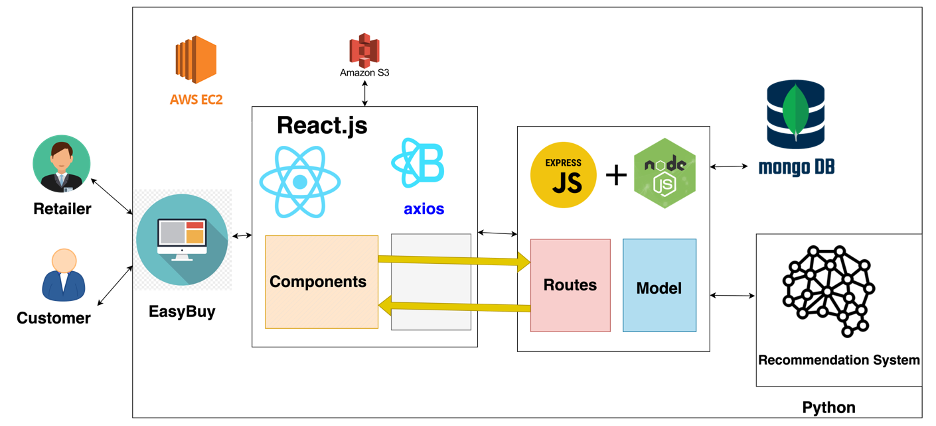 AWS EC2
Amazon S3
React.js
axios
B
EXPRESS
JS
+
node
JS
mongo DB
Retailer
Customer
EasyBuy
Components
Routes
Model
Recommendation System
Python